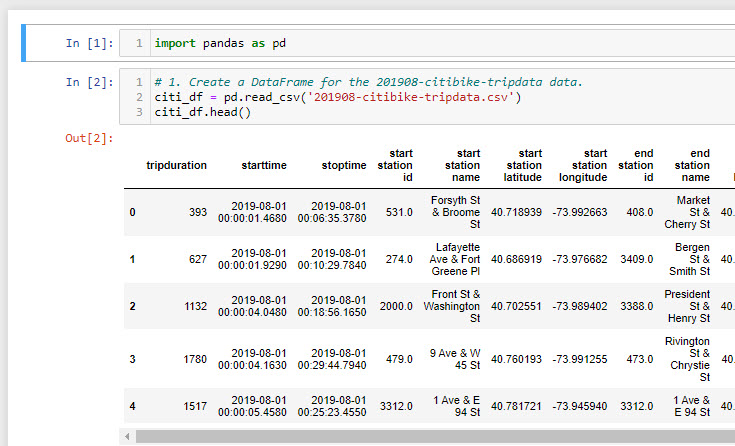 In [1]: 1 import pandas as pd
In [2]: 1 # 1. Create a DataFrame for the 201908-citibike-tripdata data.
2 citi_df = pd.read_csv('201908-citibike-tripdata.csv')
3 citi_df.head()
Out[2]:
tripduration starttime stoptime start station id start station name start station latitude start station longitude end station id end station name
0 393 2019-08-01 00:00:01.4680 2019-08-01 00:06:35.3780 531.0 Forsyth St & Broome St 40.718939 -73.992663 408.0 Market St & Cherry St 40.
1 627 2019-08-01 00:00:01.9290 2019-08-01 00:10:29.7840 274.0 Lafayette Ave & Fort Greene Pl 40.686919 -73.976682 3409.0 Bergen St & Smith St 40.
2 1132 2019-08-01 00:00:04.0480 2019-08-01 00:18:56.1650 2000.0 Front St & Washington St 40.702551 -73.989402 3388.0 President St & Henry St 40.
3 1780 2019-08-01 00:00:04.1630 2019-08-01 00:29:44.7940 479.0 9 Ave & W 45 St 40.760193 -73.991255 473.0 Rivington St & Chrystie St 40.
4 1517 2019-08-01 00:00:05.4580 2019-08-01 00:25:23.4550 3312.0 1 Ave & E 94 St 40.781721 -73.945940 3312.0 1 Ave & E 94 St 40.